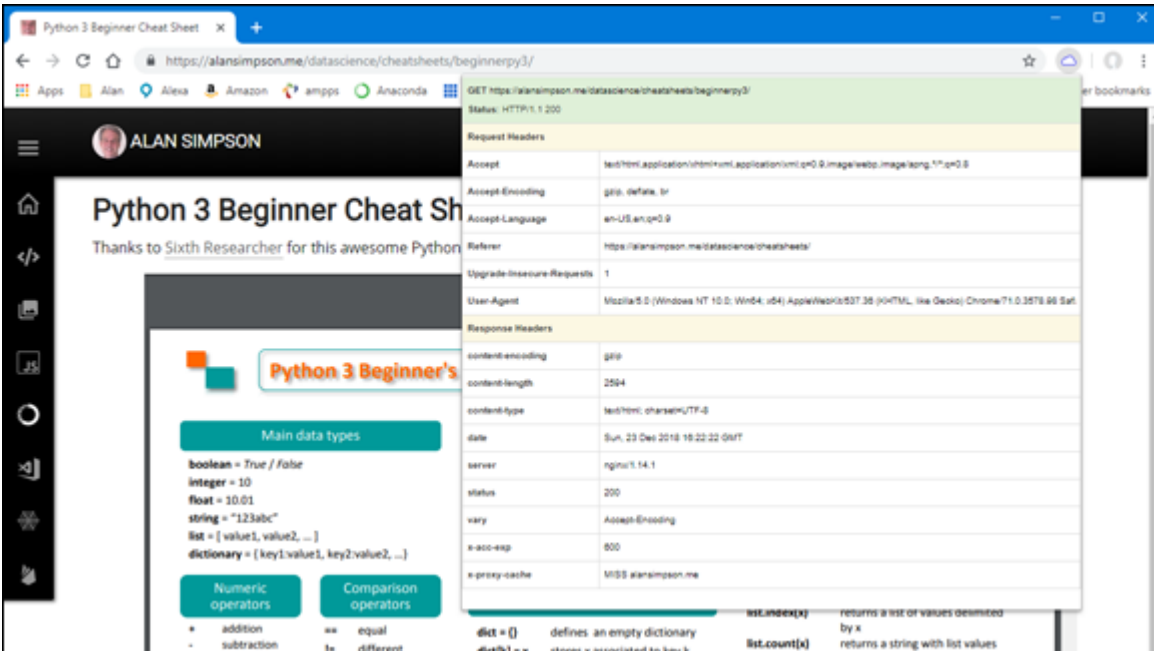 Python 3 Beginner Cheat Sheet
https://alansimpson.me/datascience/cheatsheets/beginnerpy3/
Apps Alan Alexa Amazon ampps Anaconda er bookmarks
GET https://alansimpson.me/datascience/cheatsheets/beginnerpy3/
Status: HTTP/1.1 200
Request Headers
Accept text/html,application/xhtml+xml,application/xml;q=0.9,image/webp,image/apng,*/*;q=0.8
Accept-Encoding gzip, deflate, br
Accept-Language en-US,en;q=0.9
Referer https://alansimpson.me/datascience/cheatsheets/
Upgrade-Insecure-Requests 1
User-Agent Mozilla/5.0 (Windows NT 10.0; Win64; x64) AppleWebKit/537.36 (KHTML, like Gecko) Chrome/71.0.3578.98 Saf
Response Headers
content-encoding gzip
content-length 2594
content-type text/html; charset=UTF-8
date Sun, 23 Dec 2018 16:22:22 GMT
server nginx/1.14.1
status 200
vary Accept-Encoding
x-acc-exp 600
x-proxy-cache MISS alansimpson.me
ALAN SIMPSON
Python 3 Beginner Cheat Sh
Thanks to Sixth Researcher for this awesome Python
</>
JS
Python 3 Beginner's
Main data types
boolean = True / False
integer = 10
float = 10.01
string = "123abc"
list = [ value1, value2, ... ]
dictionary = { key1:value1, key2:value2, ...}
Numeric operators
Comparison operators
+ addition
- subtraction
== equal
!= different
dict = {} defines an empty dictionary
dict[k] = x stores x associated to key k
list.index(x) returns a list of values delimited
by x
list.count(x) returns a string with list values